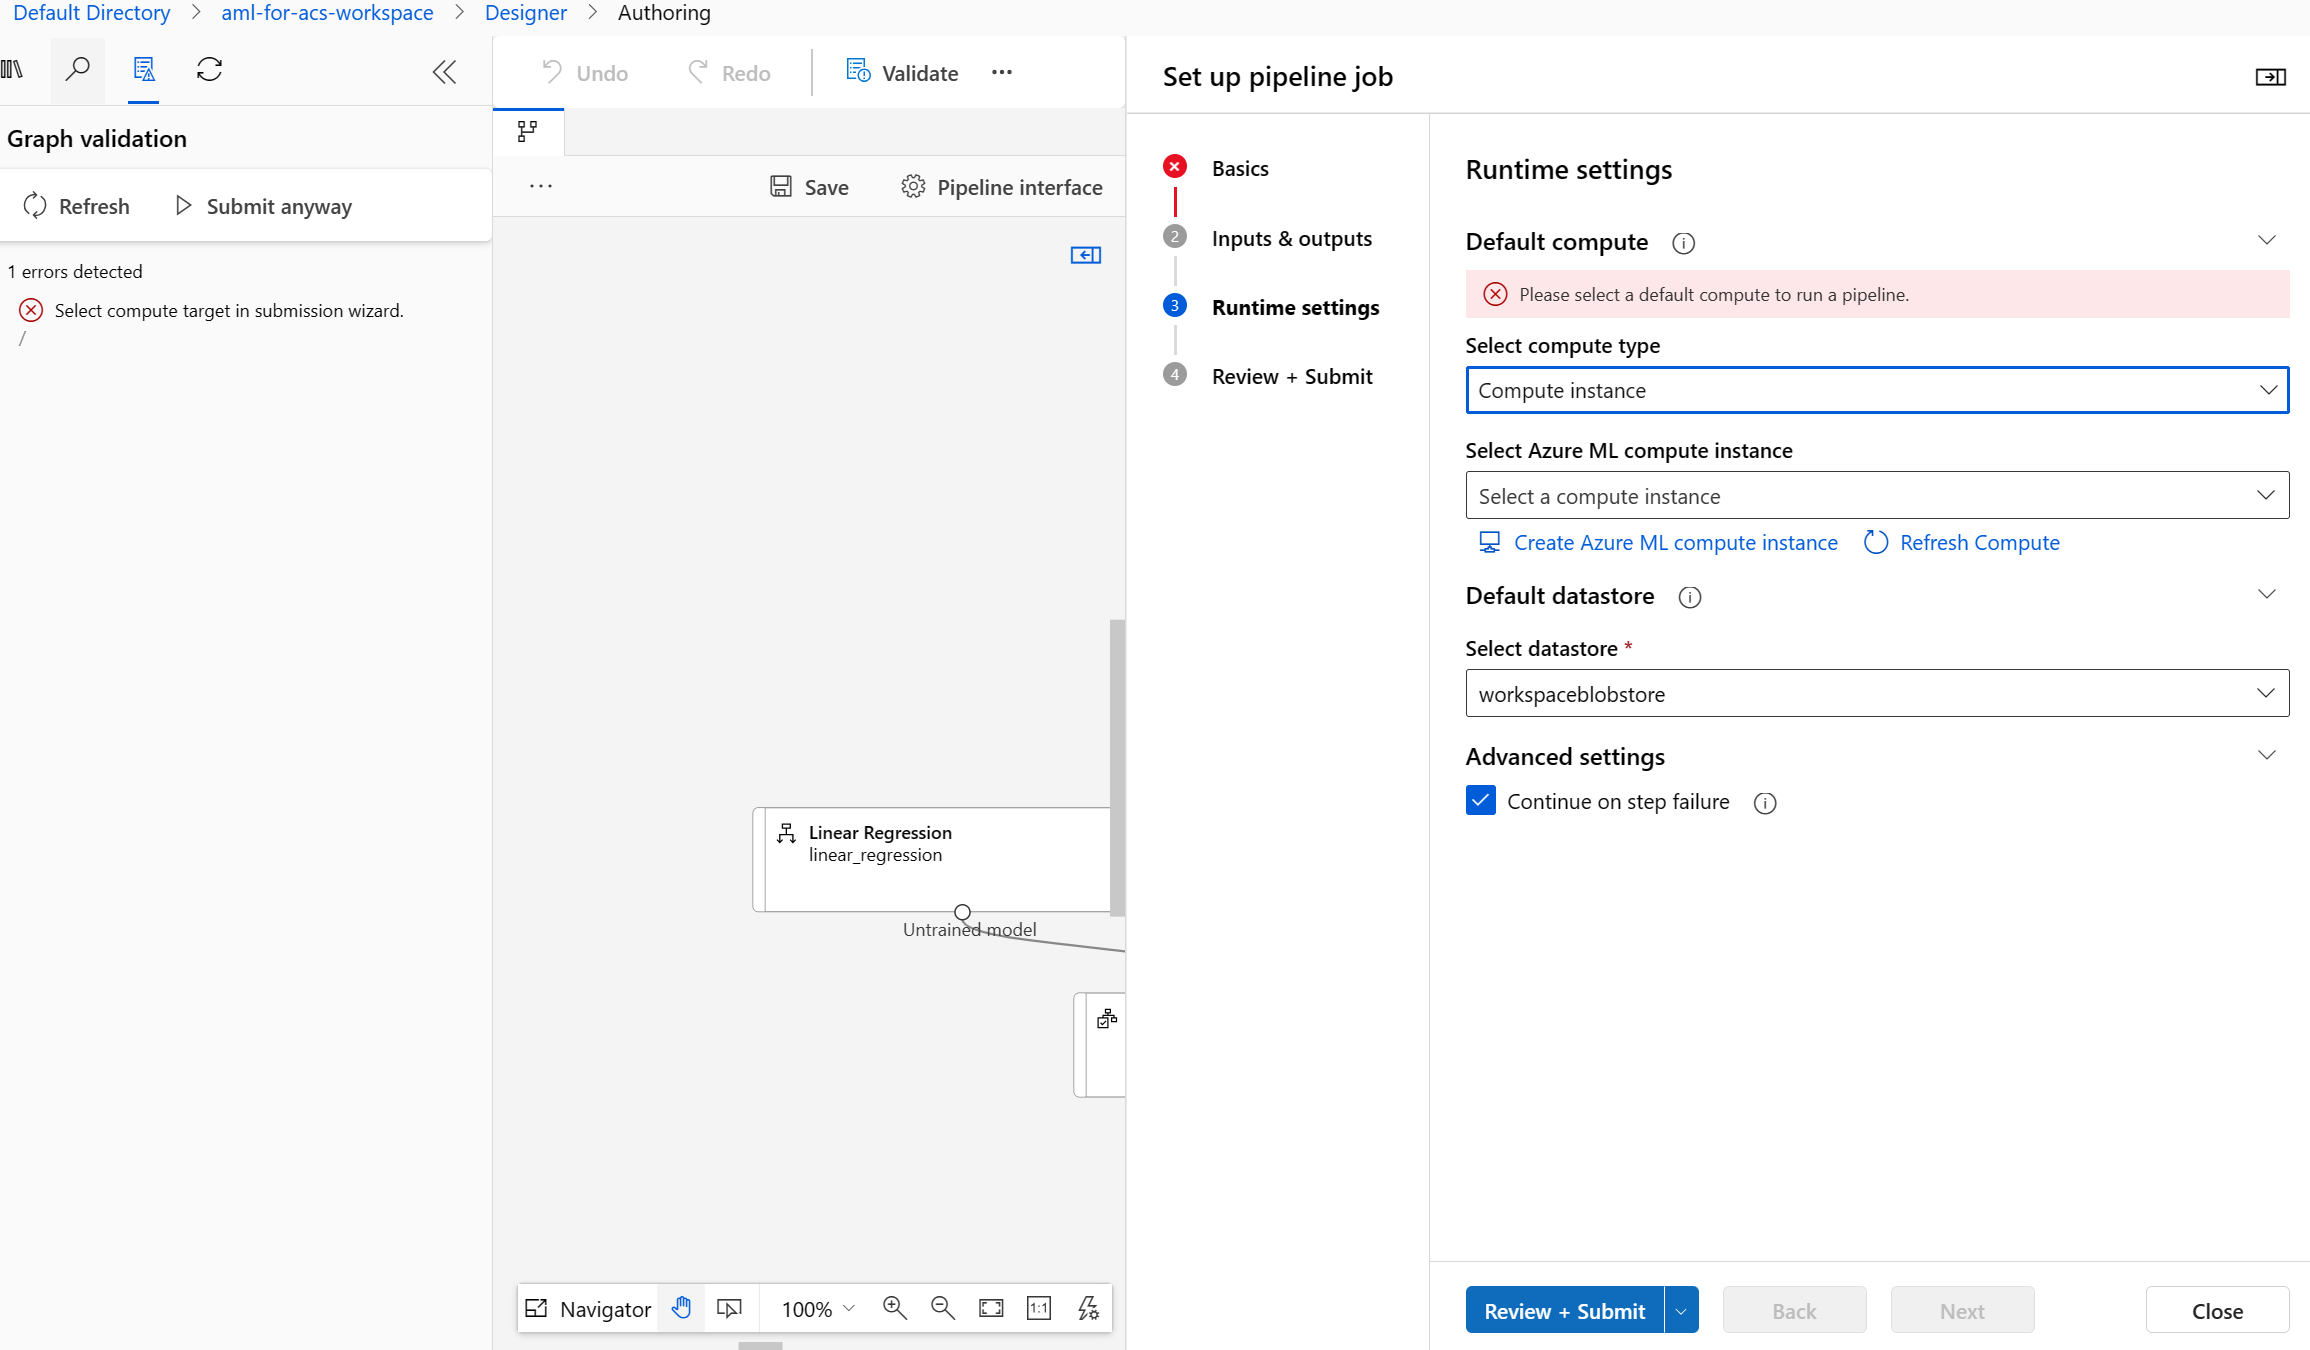 Default Directory > aml-for-acs-workspace > Designer > Authoring
Graph validation
Refresh
Submit anyway
1 errors detected
Select compute target in submission wizard.
/
Undo
Redo
Validate
...
...
Save
Pipeline interface
Linear Regression
linear_regression
Untrained model
Navigator
100%
1:1
Set up pipeline job
Basics
2 Inputs & outputs
3 Runtime settings
4 Review + Submit
Runtime settings
Default compute
Please select a default compute to run a pipeline.
Select compute type
Compute instance
Select Azure ML compute instance
Select a compute instance
Create Azure ML compute instance
Refresh Compute
Default datastore
Select datastore *
workspaceblobstore
Advanced settings
Continue on step failure
Review + Submit
Back
Next
Close